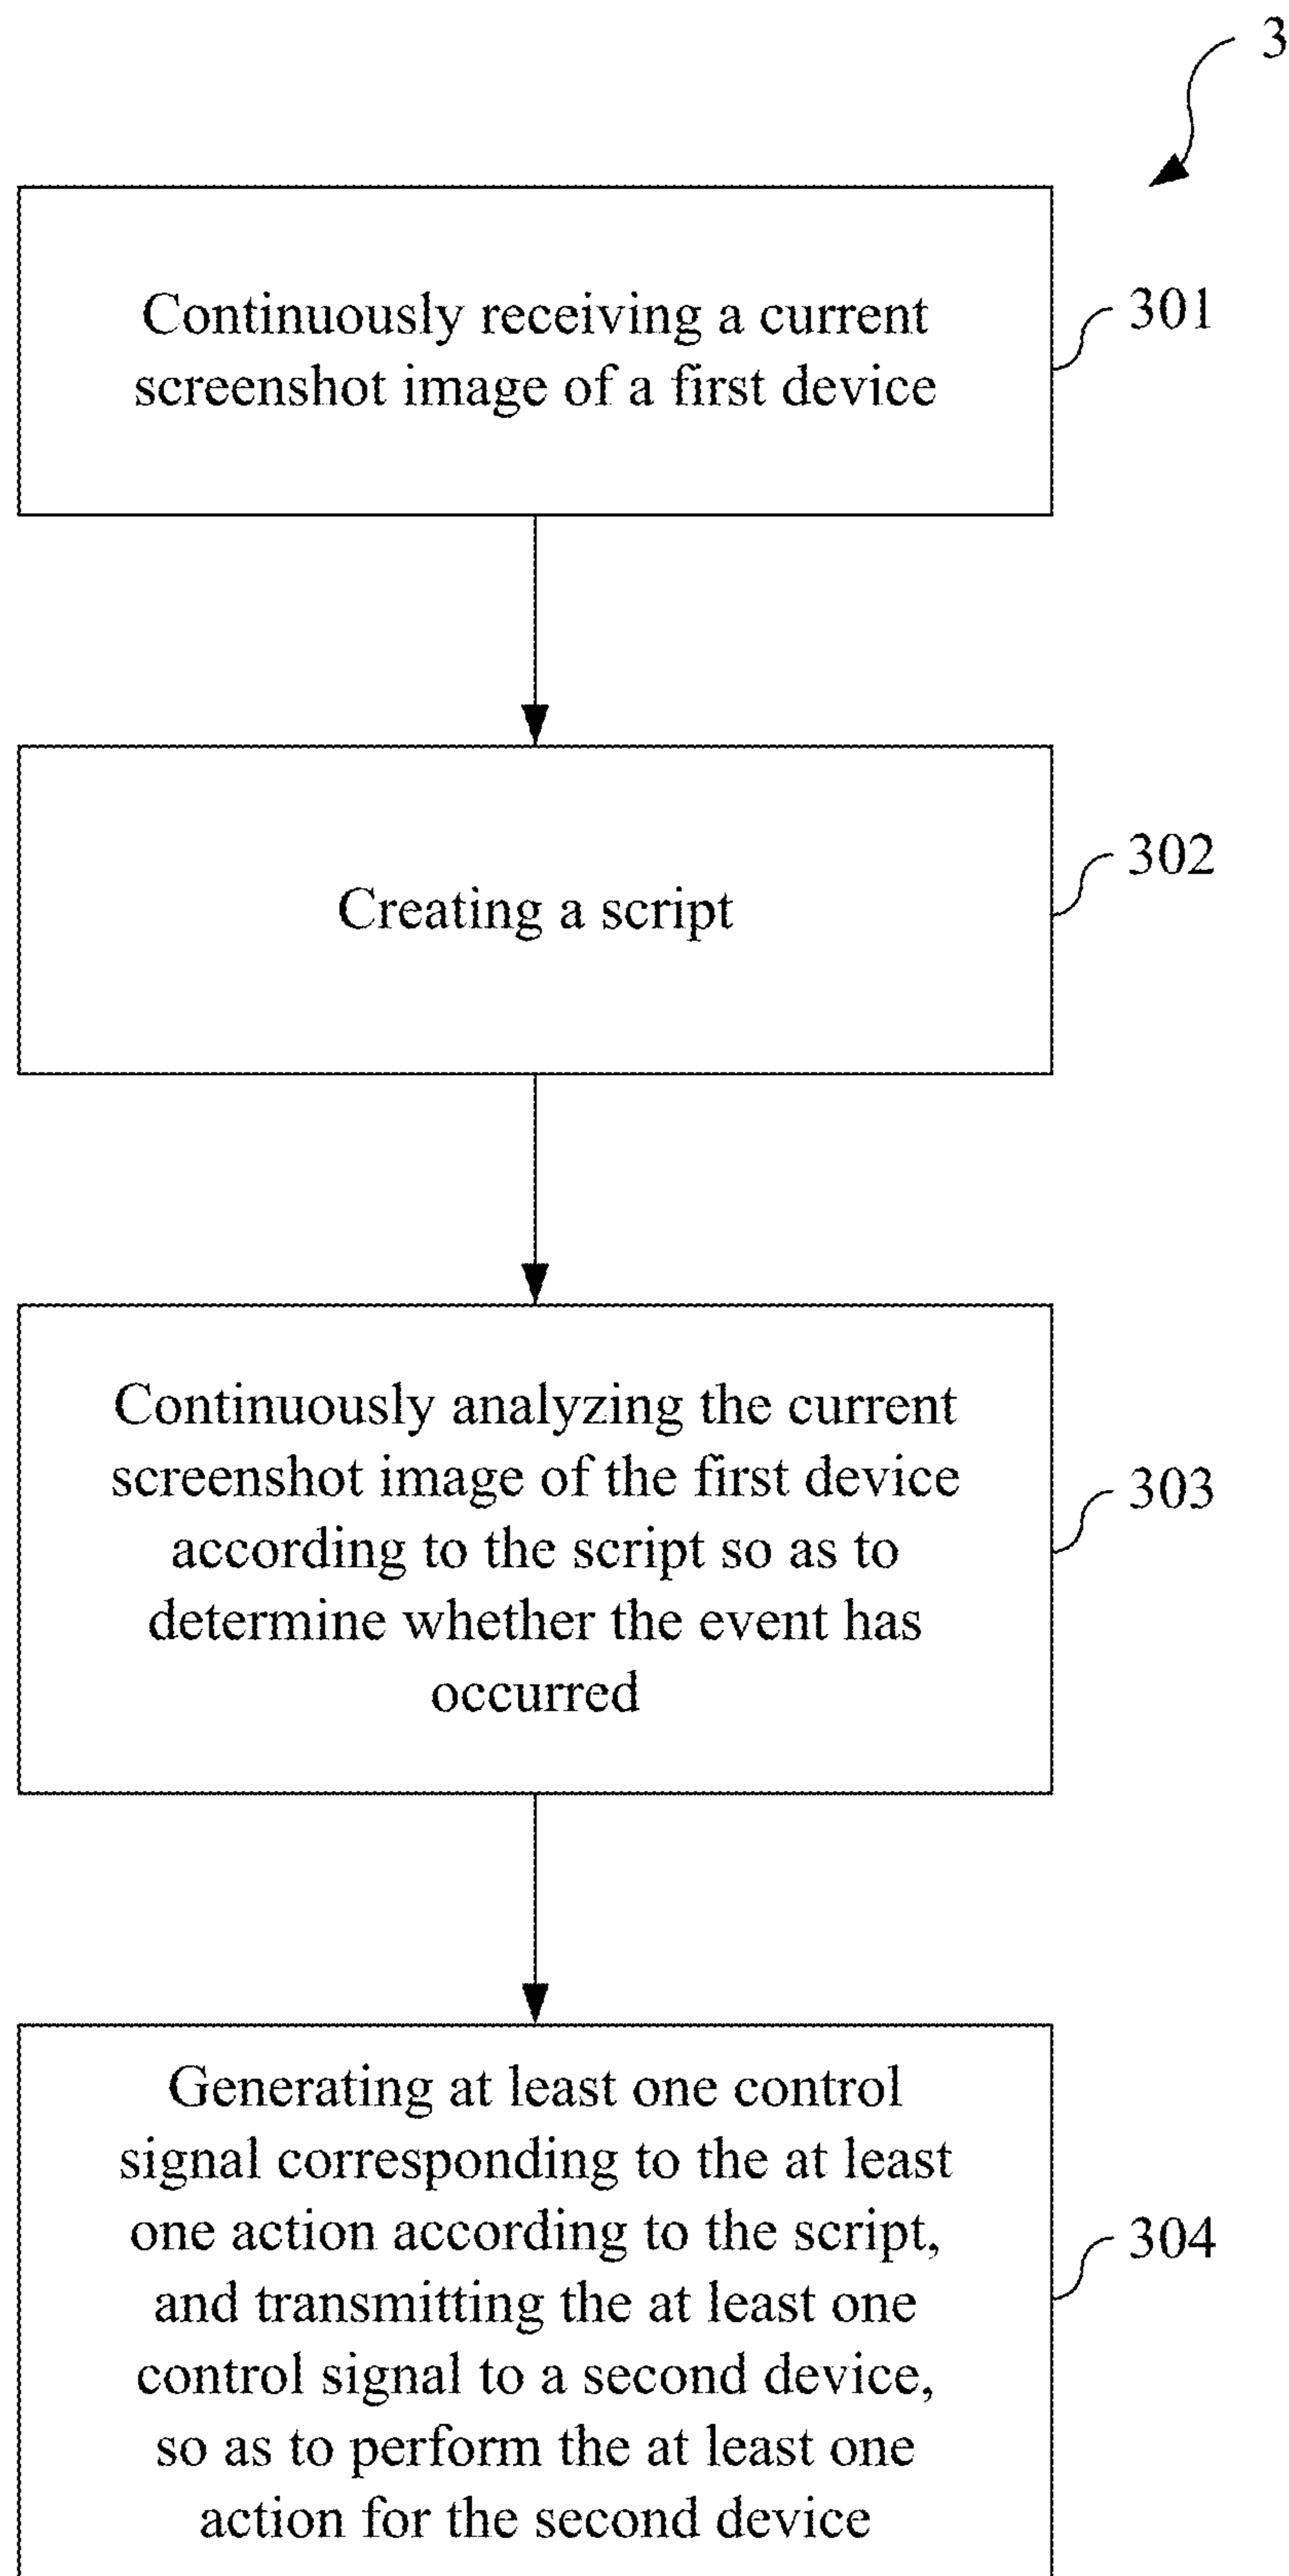 3
Continuously receiving a current
screenshot image of a first device
301
Creating a script
302
Continuously analyzing the current
screenshot image of the first device
according to the script so as to
determine whether the event has
occurred
303
Generating at least one control
signal corresponding to the at least
one action according to the script,
and transmitting the at least one
control signal to a second device,
so as to perform the at least one
action for the second device
304